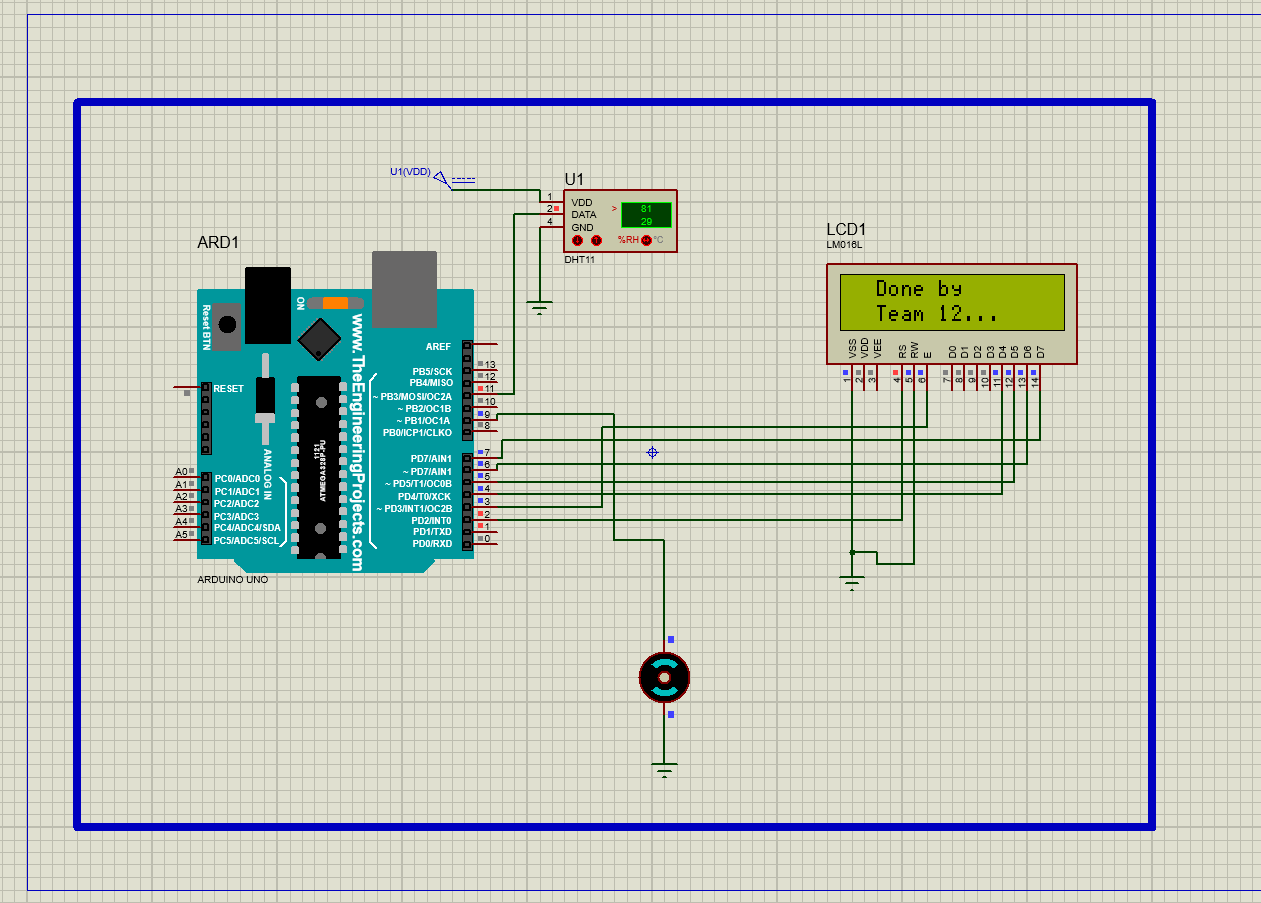 U1(VDD)
U1
1
2
4
VDD
DATA
GND
>
81
29
%RH
°C
DHT11
ARD1
Reset BTN
ON
www.TheEngineeringProjects.com
RESET
ANALOG IN
1121
ATMEGA328P-PU
A0
A1
A2
A3
A4
A5
PC0/ADC0
PC1/ADC1
PC2/ADC2
PC3/ADC3
PC4/ADC4/SDA
PC5/ADC5/SCL
AREF
PB5/SCK
PB4/MISO
~ PB3/MOSI/OC2A
~ PB2/OC1B
~ PB1/OC1A
PB0/ICP1/CLKO
PD7/AIN1
~ PD7/AIN1
~ PD5/T1/OC0B
PD4/T0/XCK
~ PD3/INT1/OC2B
PD2/INT0
PD1/TXD
PD0/RXD
13
12
11
10
9
8
7
6
5
4
3
2
1
0
ARDUINO UNO
LCD1
LM016L
Done by
Team 12...
VSS
VDD
VEE
RS
RW
E
D0
D1
D2
D3
D4
D5
D6
D7
1
2
3
4
5
6
7
8
9
10
11
12
13
14